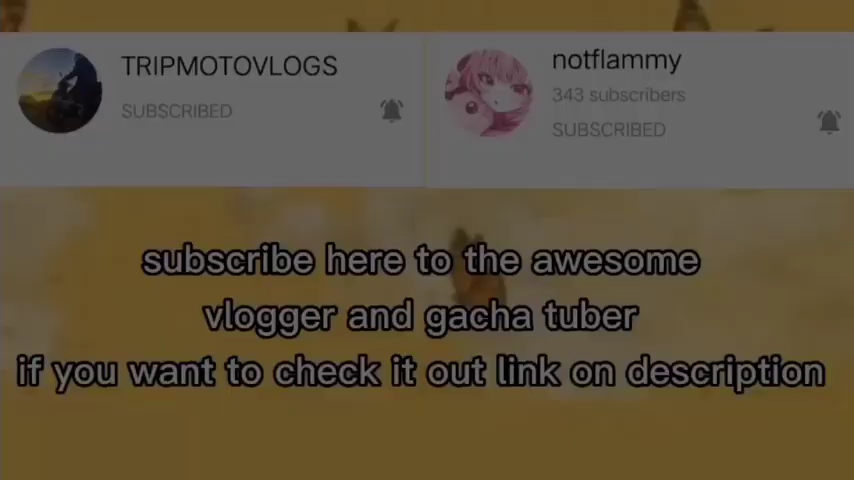 TRIPMOTOVLOGS
SUBSCRIBED
notflammy
343 subscribers
SUBSCRIBED
subscribe here to the awesome
vlogger and gacha tuber
if you want to check it out link on description